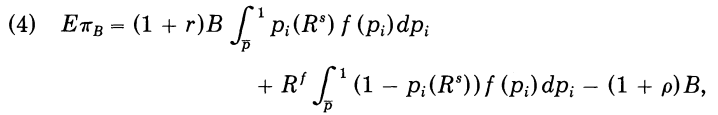 (4) Eπ_B = (1 + r)B ∫_p̅^1 p_i(R^s) f (p_i)dp_i
+ R^f ∫_p̅^1 (1 − p_i(R^s))f (p_i) dp_i − (1 + ρ)B,